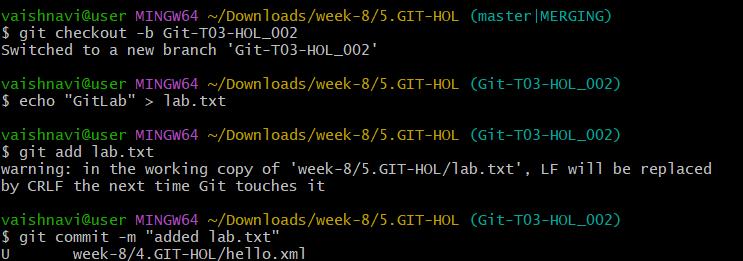 vaishnavi@user MINGW64 ~/Downloads/week-8/5.GIT-HOL (master|MERGING)
$ git checkout -b Git-T03-HOL_002
Switched to a new branch 'Git-T03-HOL_002'
vaishnavi@user MINGW64 ~/Downloads/week-8/5.GIT-HOL (Git-T03-HOL_002)
$ echo "GitLab" > lab.txt
vaishnavi@user MINGW64 ~/Downloads/week-8/5.GIT-HOL (Git-T03-HOL_002)
$ git add lab.txt
warning: in the working copy of 'week-8/5.GIT-HOL/lab.txt', LF will be replaced
by CRLF the next time Git touches it
vaishnavi@user MINGW64 ~/Downloads/week-8/5.GIT-HOL (Git-T03-HOL_002)
$ git commit -m "added lab.txt"
U       week-8/4.GIT-HOL/hello.xml